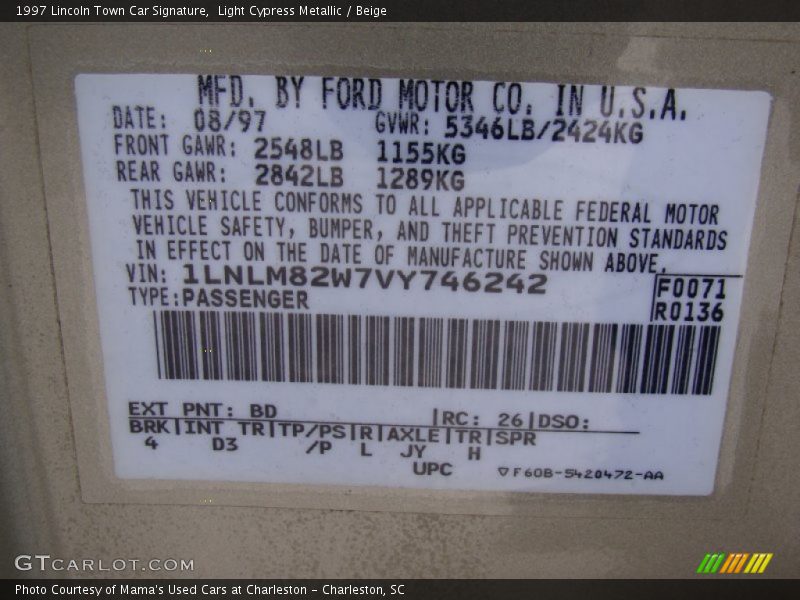 1997 Lincoln Town Car Signature,  Light Cypress Metallic / Beige
MFD. BY FORD MOTOR CO. IN U.S.A.
DATE: 08/97 GVWR: 5346LB/2424KG
FRONT GAWR: 2548LB 1155KG
REAR GAWR: 2842LB 1289KG
THIS VEHICLE CONFORMS TO ALL APPLICABLE FEDERAL MOTOR
VEHICLE SAFETY, BUMPER, AND THEFT PREVENTION STANDARDS
IN EFFECT ON THE DATE OF MANUFACTURE SHOWN ABOVE.
VIN: 1LNLM82W7VY746242
F0071
TYPE:PASSENGER
R0136
EXT PNT: BD |RC: 26|DSO:
BRK|INT TR|TP/PS|R|AXLE|TR|SPR
4 D3 /P L JY H
UPC ▽F60B-5420472-AA
GTCARLOT.COM
Photo Courtesy of Mama's Used Cars at Charleston - Charleston, SC